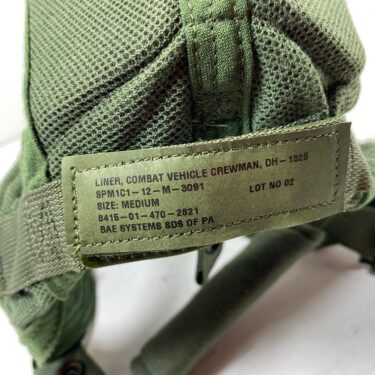 LINER, COMBAT VEHICLE CREWMAN, DH-132B
SPM1C1-12-M-3091 LOT NO 02
SIZE: MEDIUM
8415-01-470-2821
BAE SYSTEMS SDS OF PA